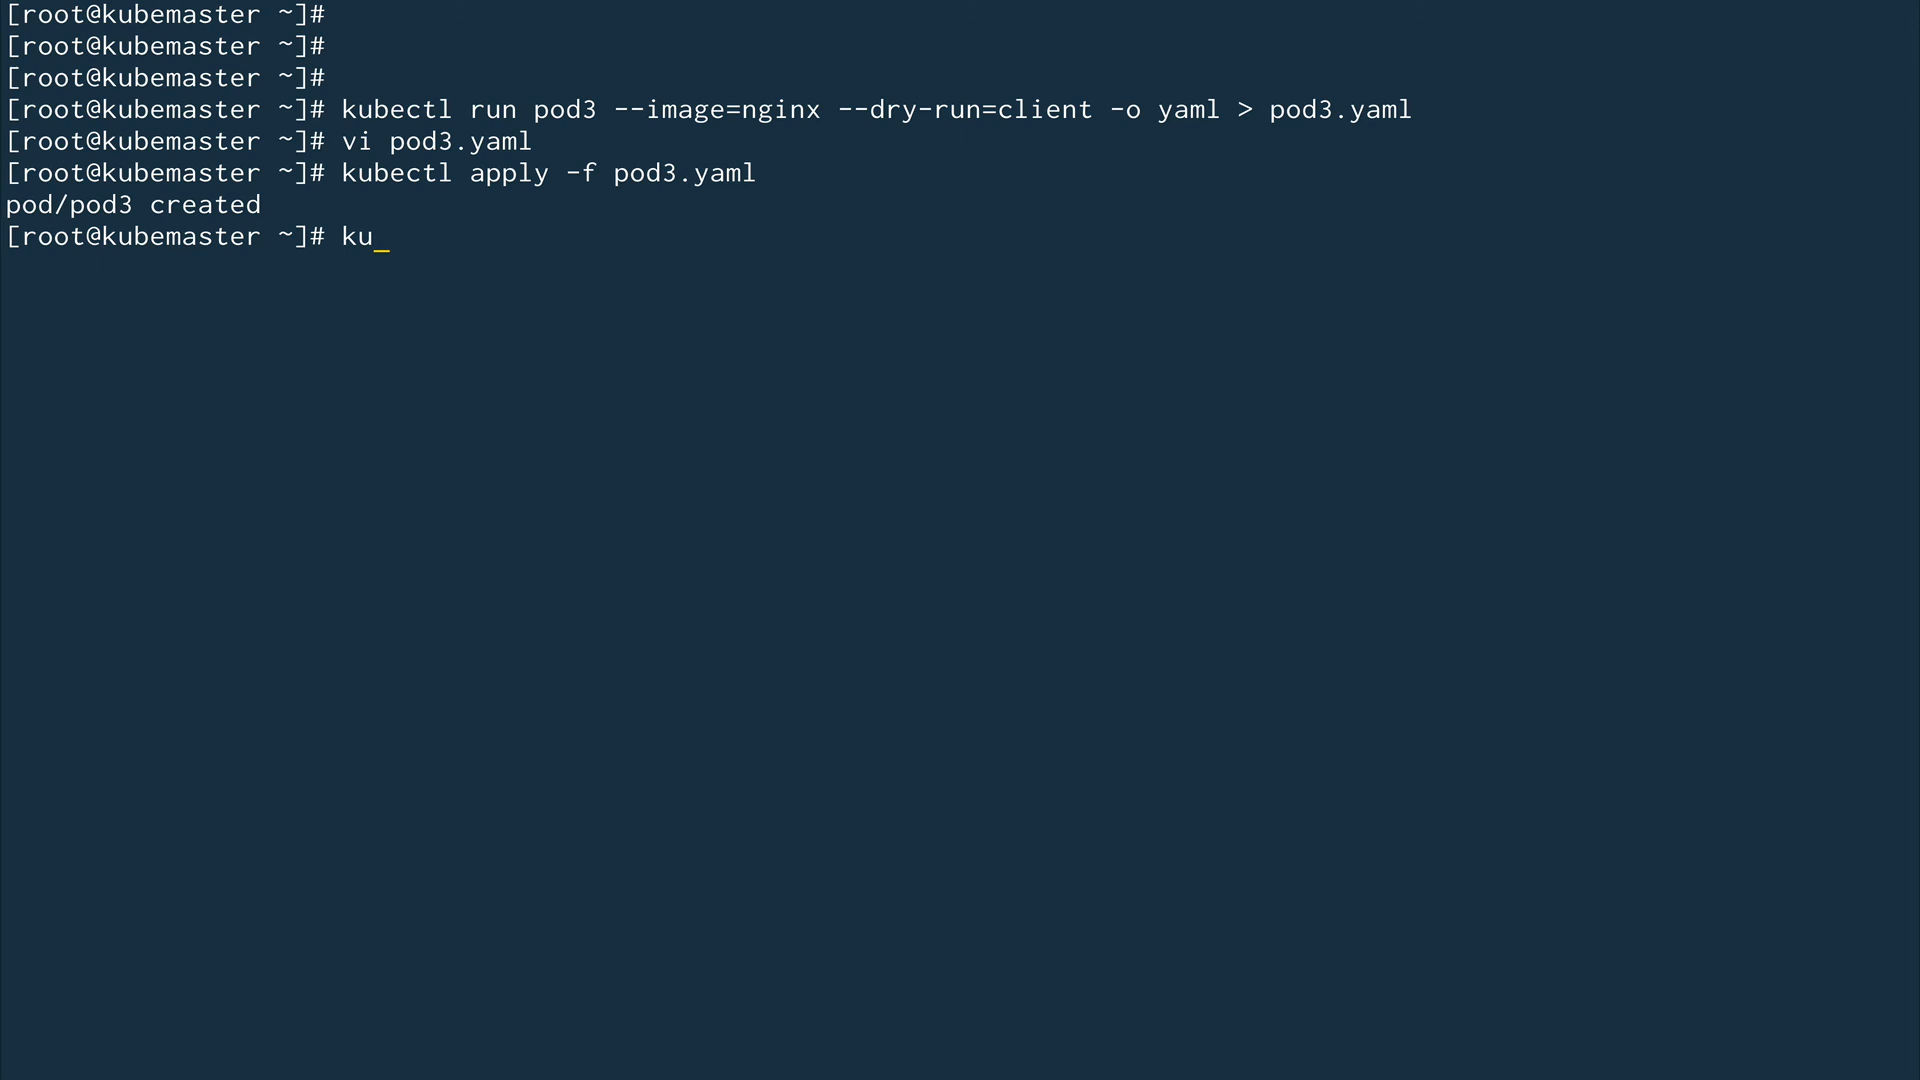 [root@kubemaster ~]#
[root@kubemaster ~]#
[root@kubemaster ~]#
[root@kubemaster ~]# kubectl run pod3 --image=nginx --dry-run=client -o yaml > pod3.yaml
[root@kubemaster ~]# vi pod3.yaml
[root@kubemaster ~]# kubectl apply -f pod3.yaml
pod/pod3 created
[root@kubemaster ~]# ku_